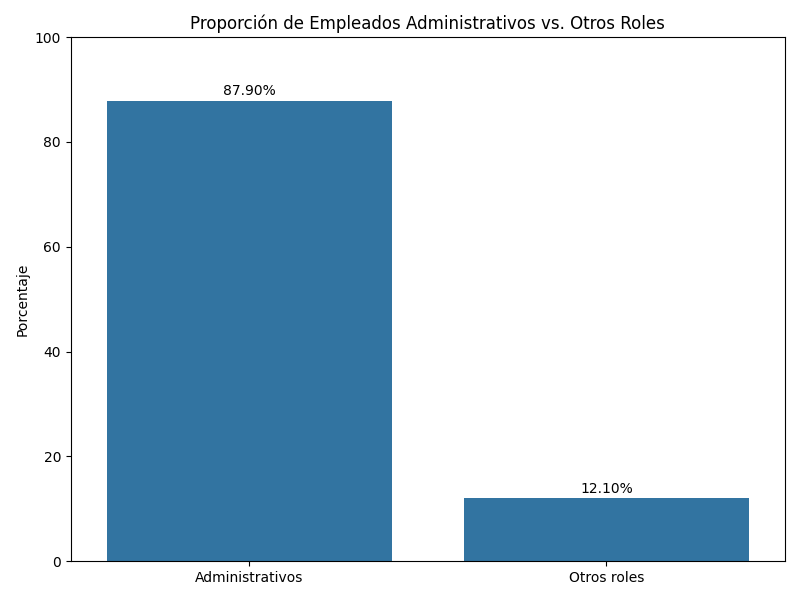 Proporción de Empleados Administrativos vs. Otros Roles
100
80
60
40
20
0
Porcentaje
87.90%
12.10%
Administrativos
Otros roles